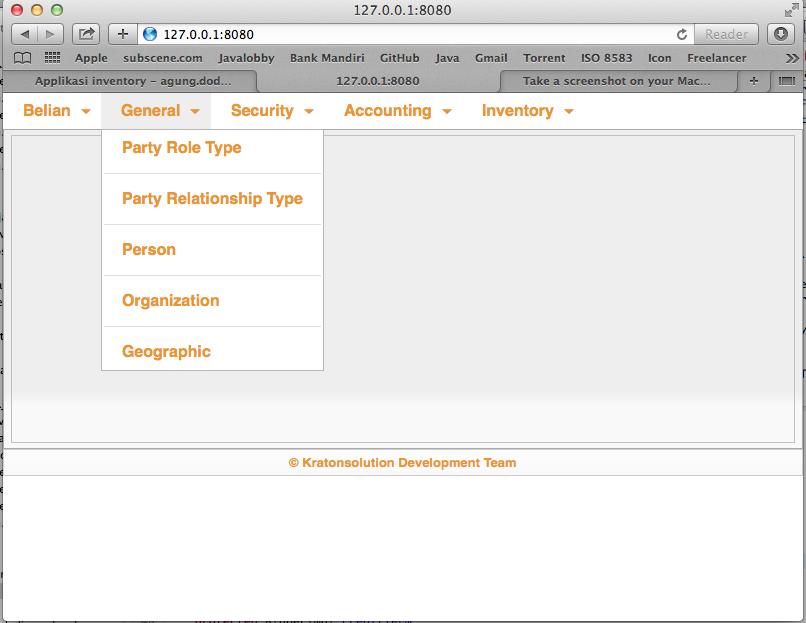 127.0.0.1:8080
127.0.0.1:8080 Reader
Apple subscene.com Javalobby Bank Mandiri GitHub Java Gmail Torrent ISO 8583 Icon Freelancer
Applikasi inventory – agung.dod... 127.0.0.1:8080 Take a screenshot on your Mac...
Belian General Security Accounting Inventory
Party Role Type
Party Relationship Type
Person
Organization
Geographic
© Kratonsolution Development Team